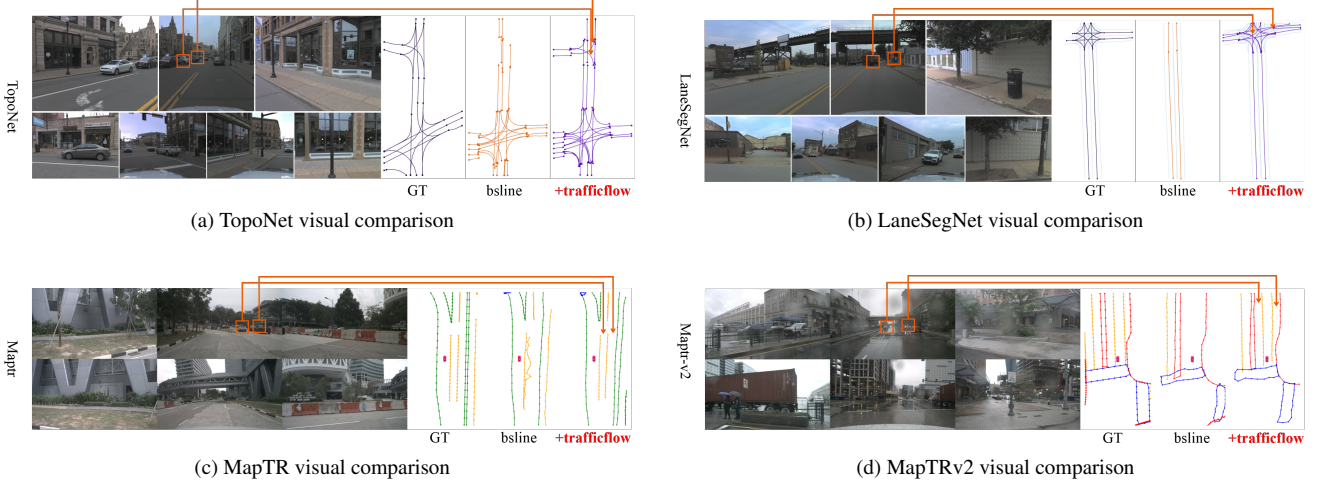 TopoNet
GT
bsline
+trafficflow
(a) TopoNet visual comparison
LaneSegNet
GT
bsline
+trafficflow
(b) LaneSegNet visual comparison
Maptr
GT
bsline
+trafficflow
(c) MapTR visual comparison
Maptr-v2
GT
bsline
+trafficflow
(d) MapTRv2 visual comparison